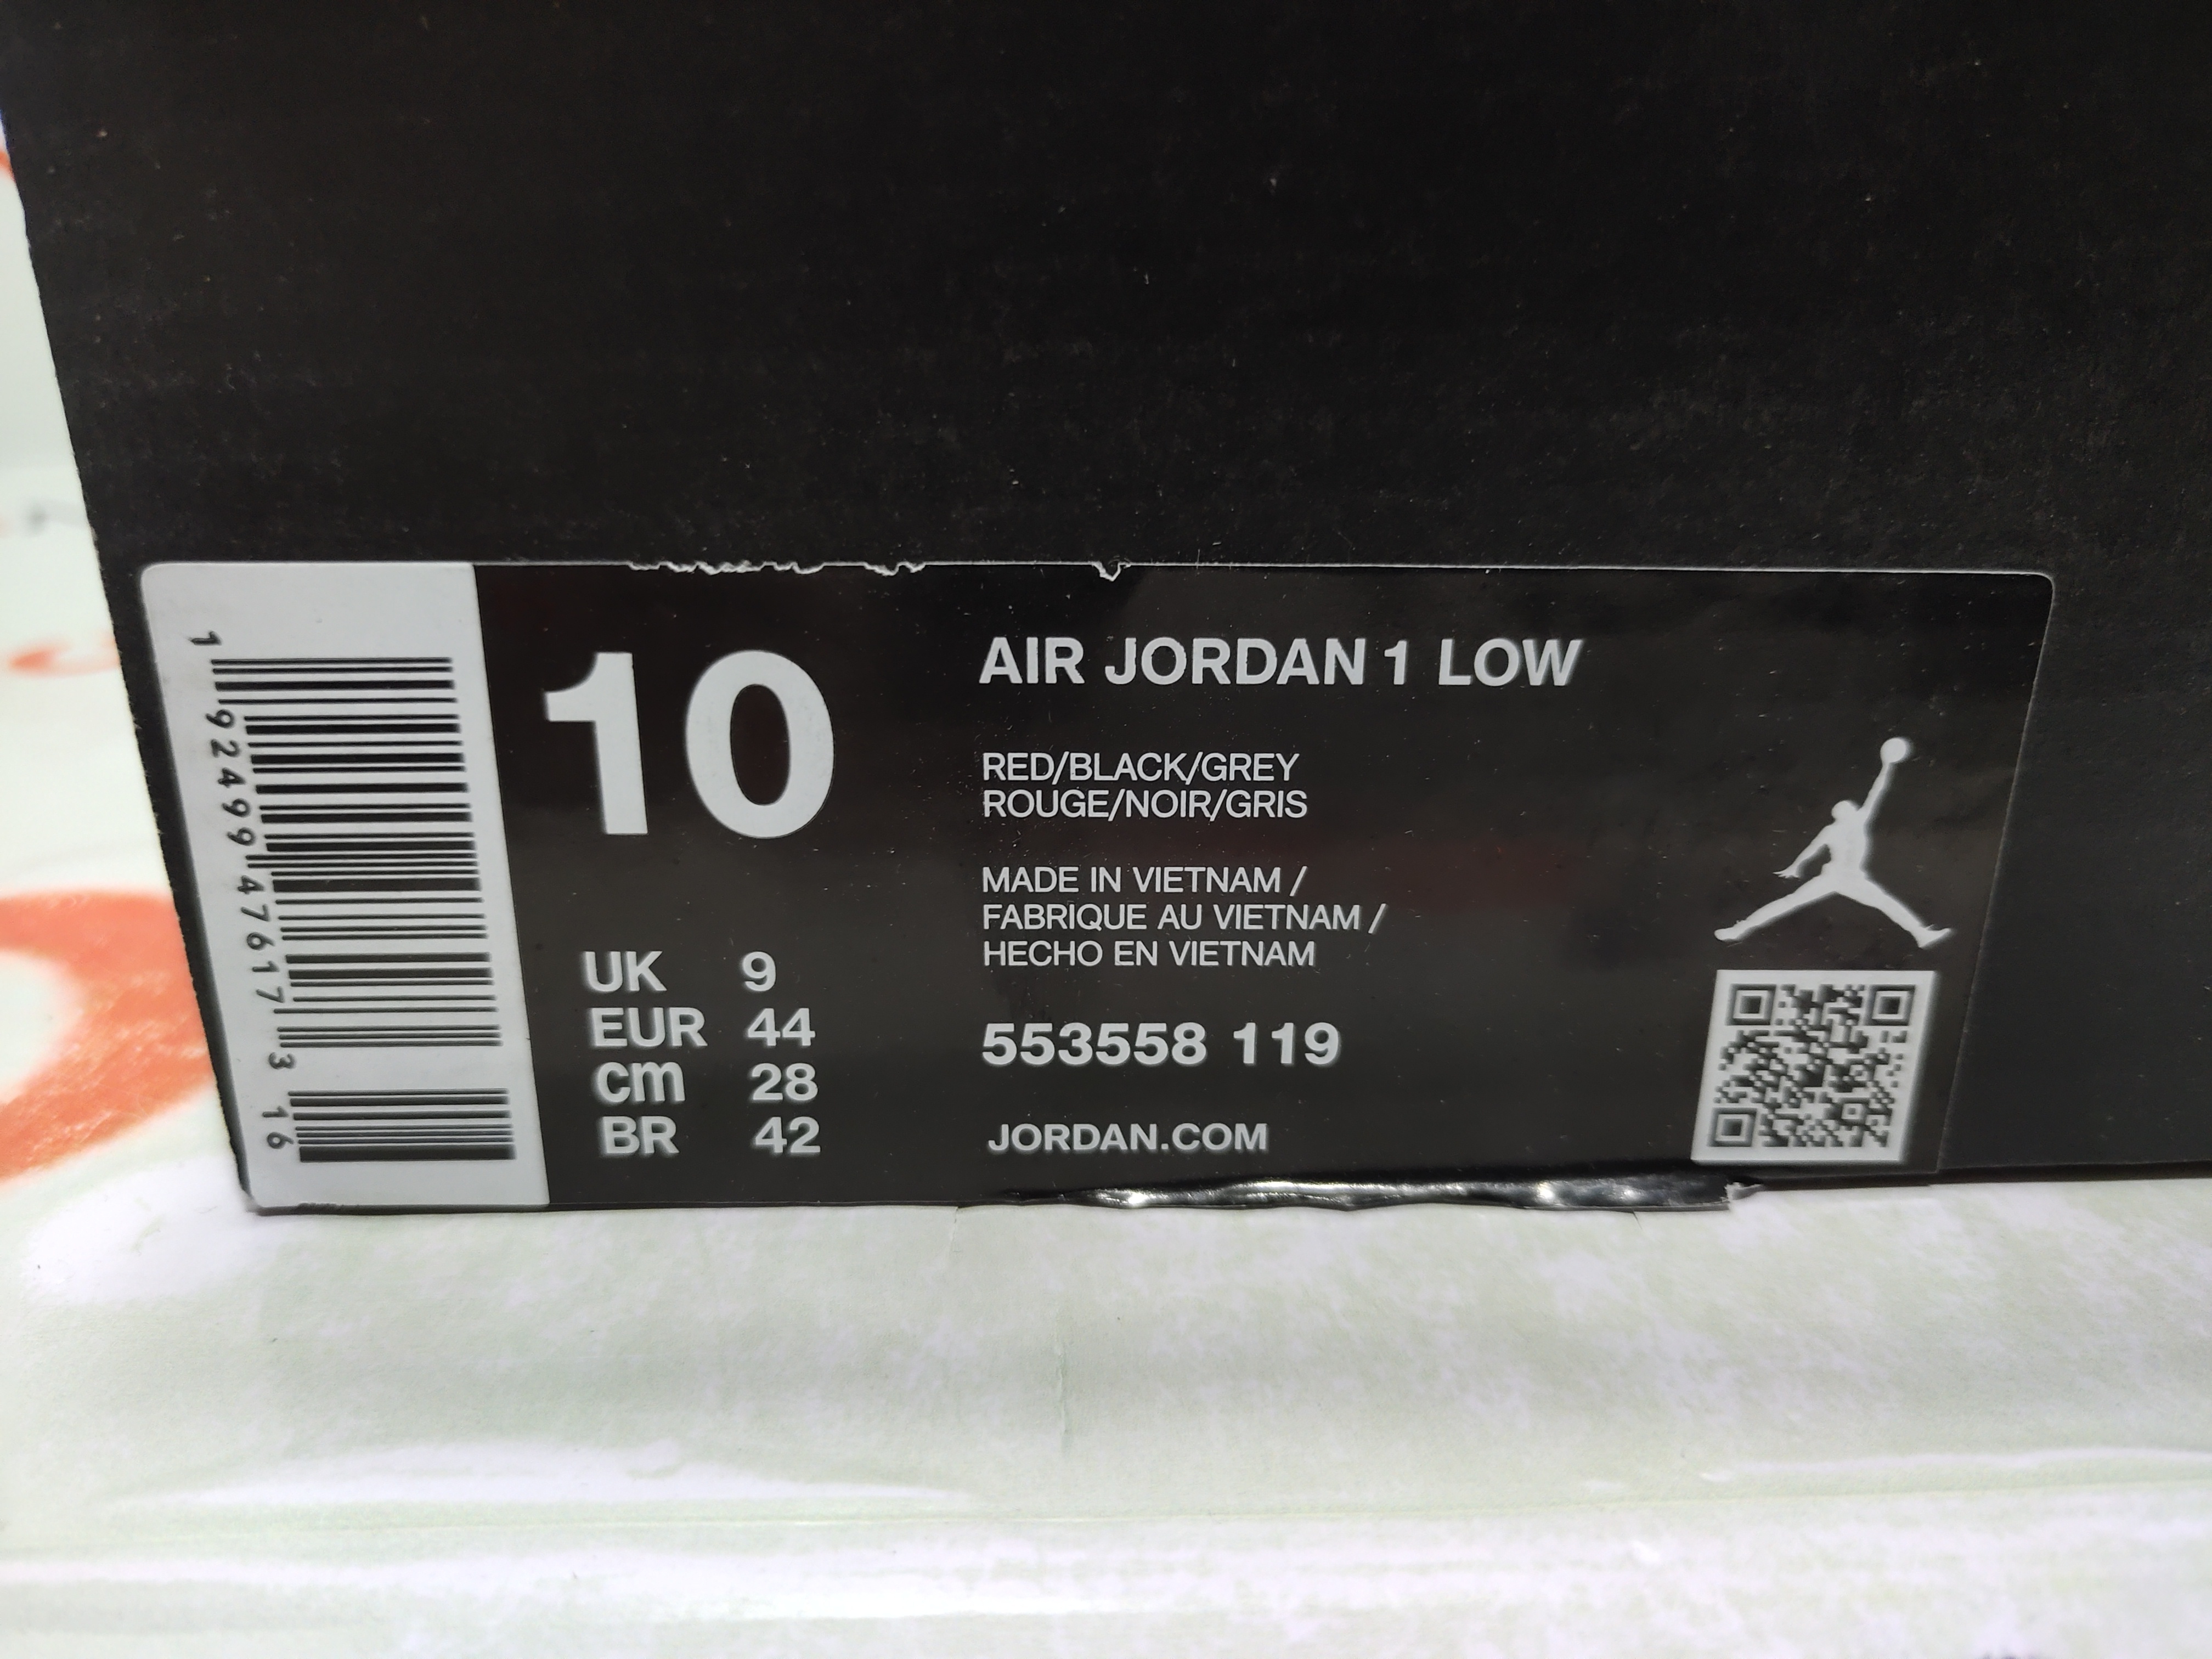 1 92499 47617 3 16
10
UK 9
EUR 44
cm 28
BR 42
AIR JORDAN 1 LOW
RED/BLACK/GREY
ROUGE/NOIR/GRIS
MADE IN VIETNAM /
FABRIQUE AU VIETNAM /
HECHO EN VIETNAM
553558 119
JORDAN.COM